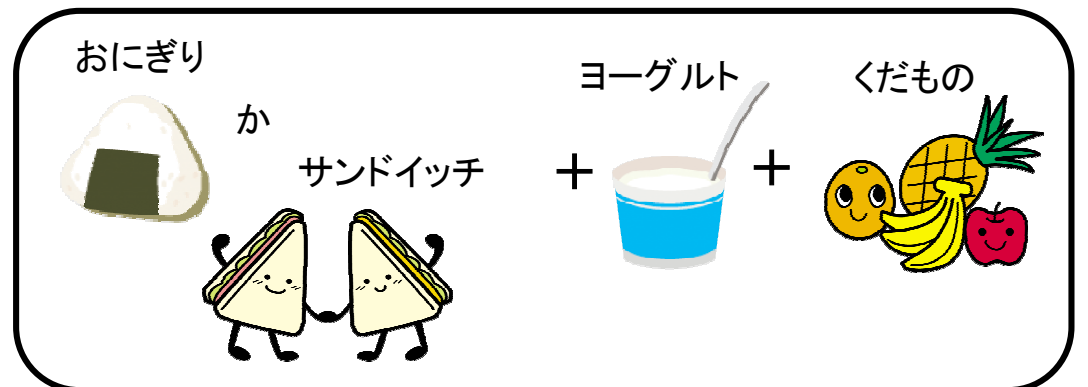 おにぎり
か
サンドイッチ
+
ヨーグルト
+
くだもの